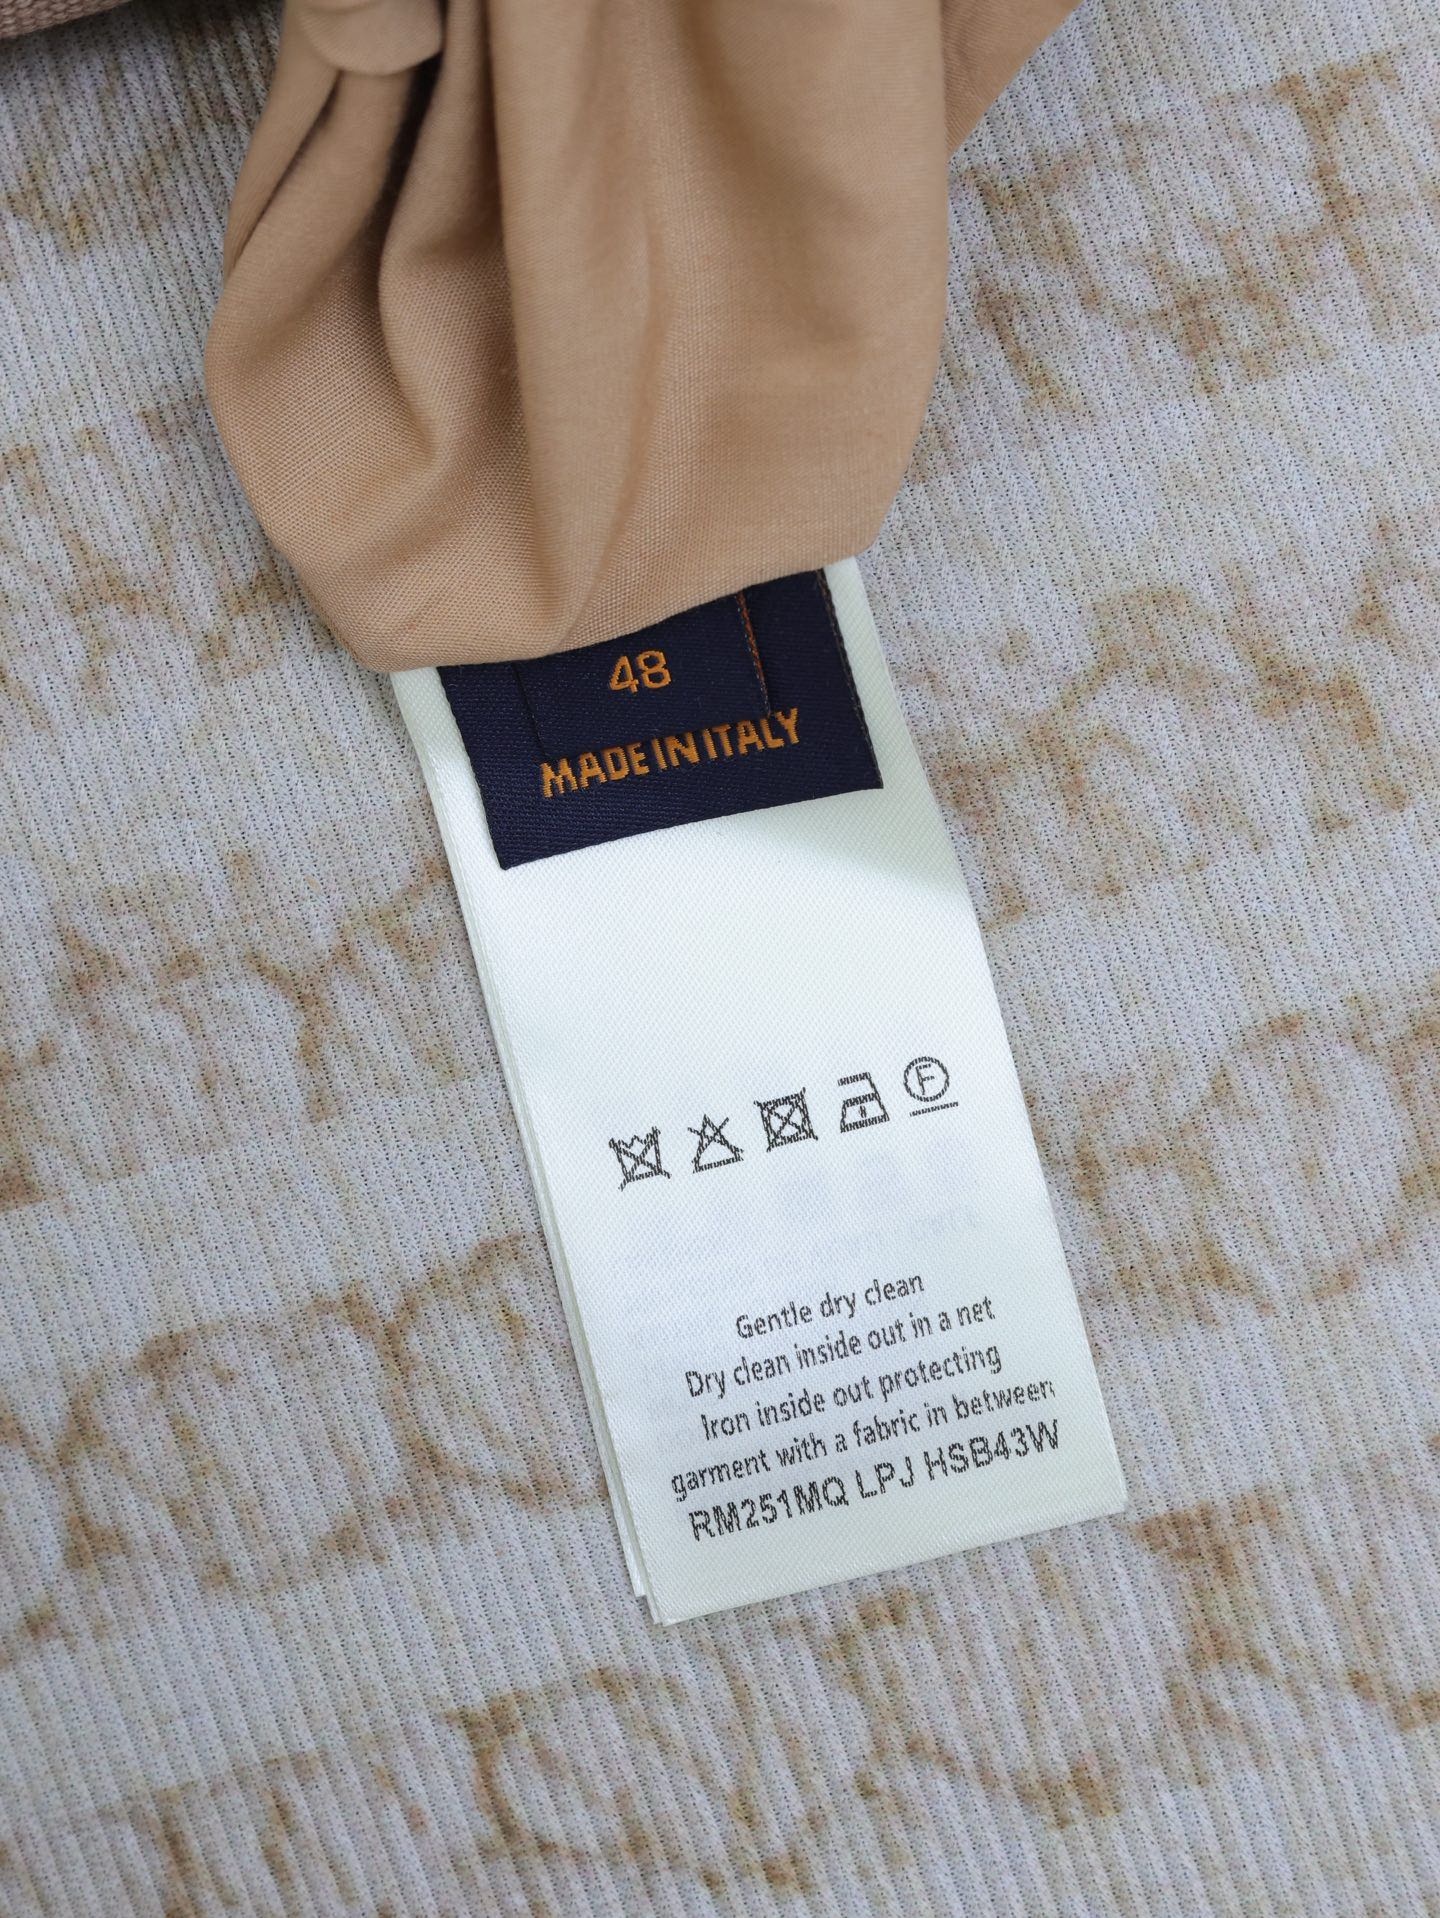 48
MADE IN ITALY
F
Gentle dry clean
Dry clean inside out in a net
Iron inside out protecting
garment with a fabric in between
RM251MQ LPJ HSB43W